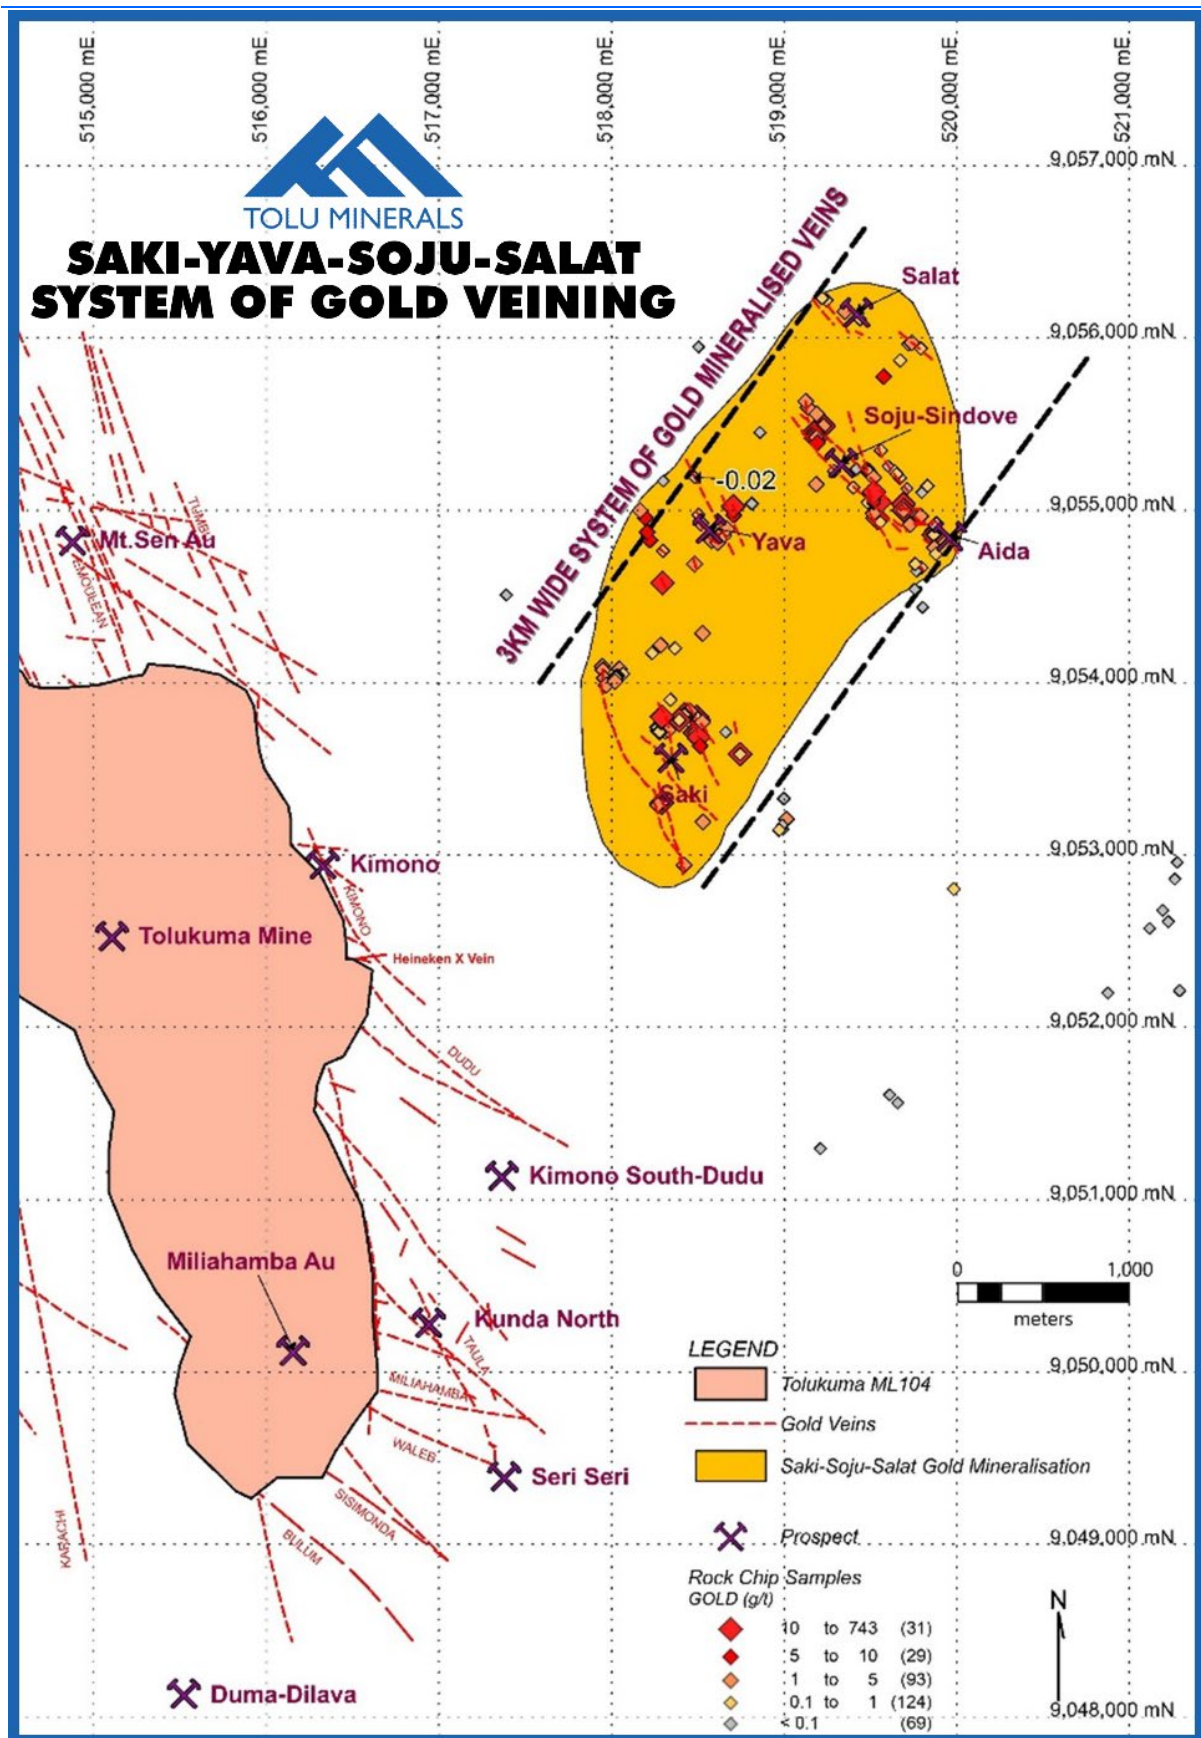 515,000 mE
516,000 mE
517,000 mE
518,000 mE
519,000 mE
520,000 mE
521,000 mE
TOLU MINERALS
SAKI-YAVA-SOJU-SALAT
SYSTEM OF GOLD VEINING
9,057,000 mN
3KM WIDE SYSTEM OF GOLD MINERALISED VEINS
Salat
9,056,000 mN
Soju-Sindove
-0.02
9,055,000 mN
Mt.Sen Au
Yava
Aida
9,054,000 mN
Saki
Kimono
9,053,000 mN
KIMONO
Tolukuma Mine
Heineken X Vein
9,052,000 mN
DUDU
Kimono South-Dudu
9,051,000 mN
Miliahamba Au
0 1,000
meters
Kunda North
TAULA
9,050,000 mN
MILIAHAMBA
WALEB
Seri Seri
SISIMONDA
KARACHI
BULUM
9,049,000 mN
Duma-Dilava
9,048,000 mN
LEGEND
Tolukuma ML104
Gold Veins
Saki-Soju-Salat Gold Mineralisation
Prospect
Rock Chip Samples
GOLD (g/t)
10 to 743 (31)
5 to 10 (29)
1 to 5 (93)
0.1 to 1 (124)
< 0.1 (69)
N